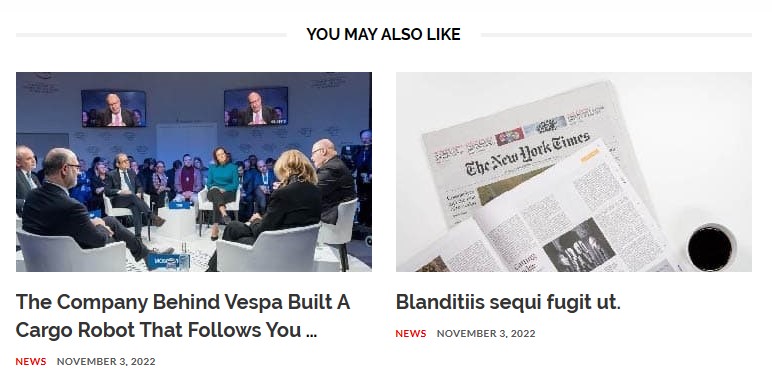 YOU MAY ALSO LIKE
The New York Times
The Company Behind Vespa Built A
Cargo Robot That Follows You ...
NEWS NOVEMBER 3, 2022
Blanditiis sequi fugit ut.
NEWS NOVEMBER 3, 2022